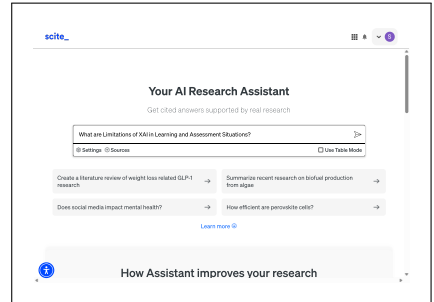 scite_
S
Your AI Research Assistant
Get cited answers supported by real research
What are Limitations of XAI in Learning and Assessment Situations?
Settings Sources Use Table Mode
Create a literature review of weight loss related GLP-1
research
Summarize recent research on biofuel production
from algae
Does social media impact mental health?
How efficient are perovskite cells?
Learn more
How Assistant improves your research